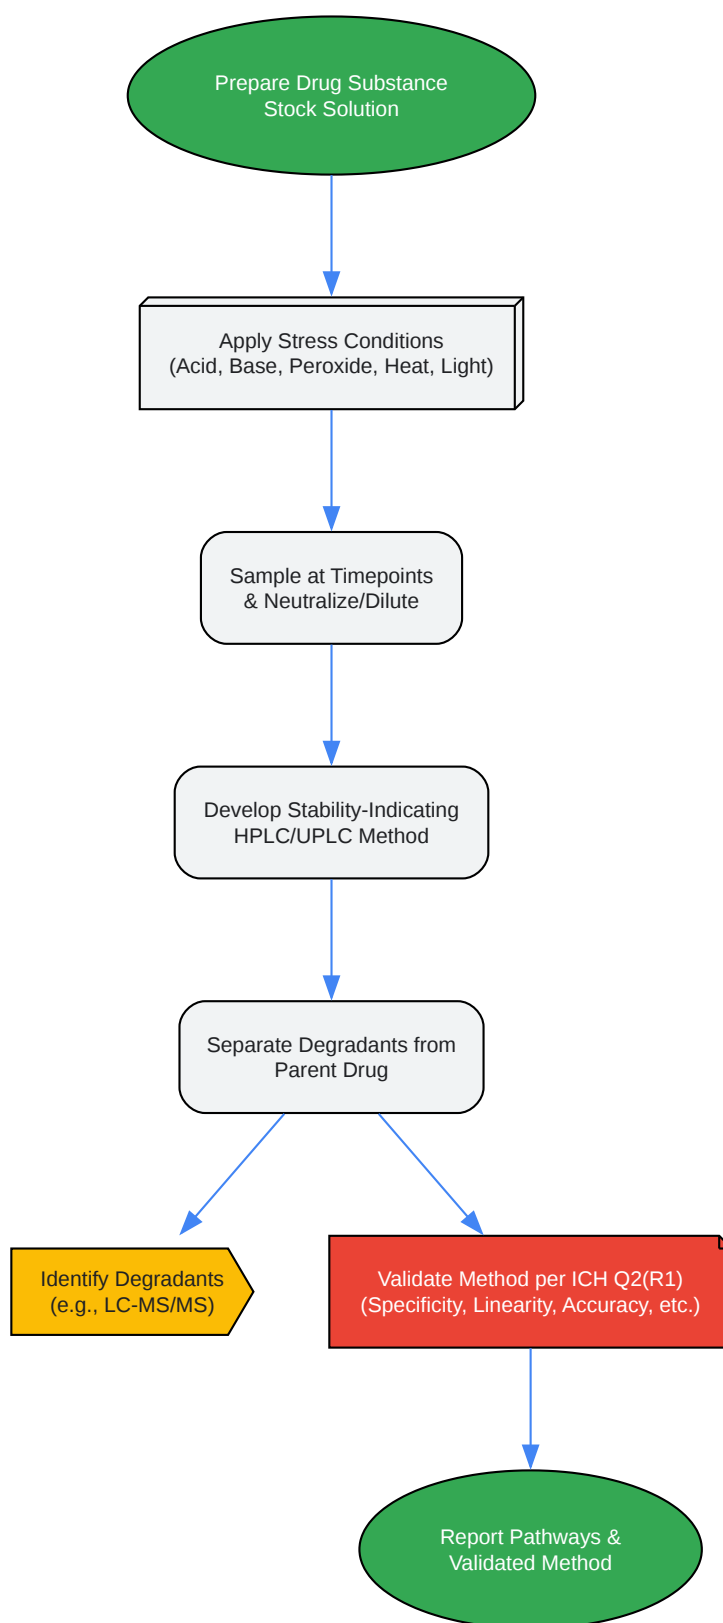 Prepare Drug Substance
Stock Solution
Apply Stress Conditions
(Acid, Base, Peroxide, Heat, Light)
Sample at Timepoints
& Neutralize/Dilute
Develop Stability-Indicating
HPLC/UPLC Method
Separate Degradants from
Parent Drug
Identify Degradants
(e.g., LC-MS/MS)
Validate Method per ICH Q2(R1)
(Specificity, Linearity, Accuracy, etc.)
Report Pathways &
Validated Method